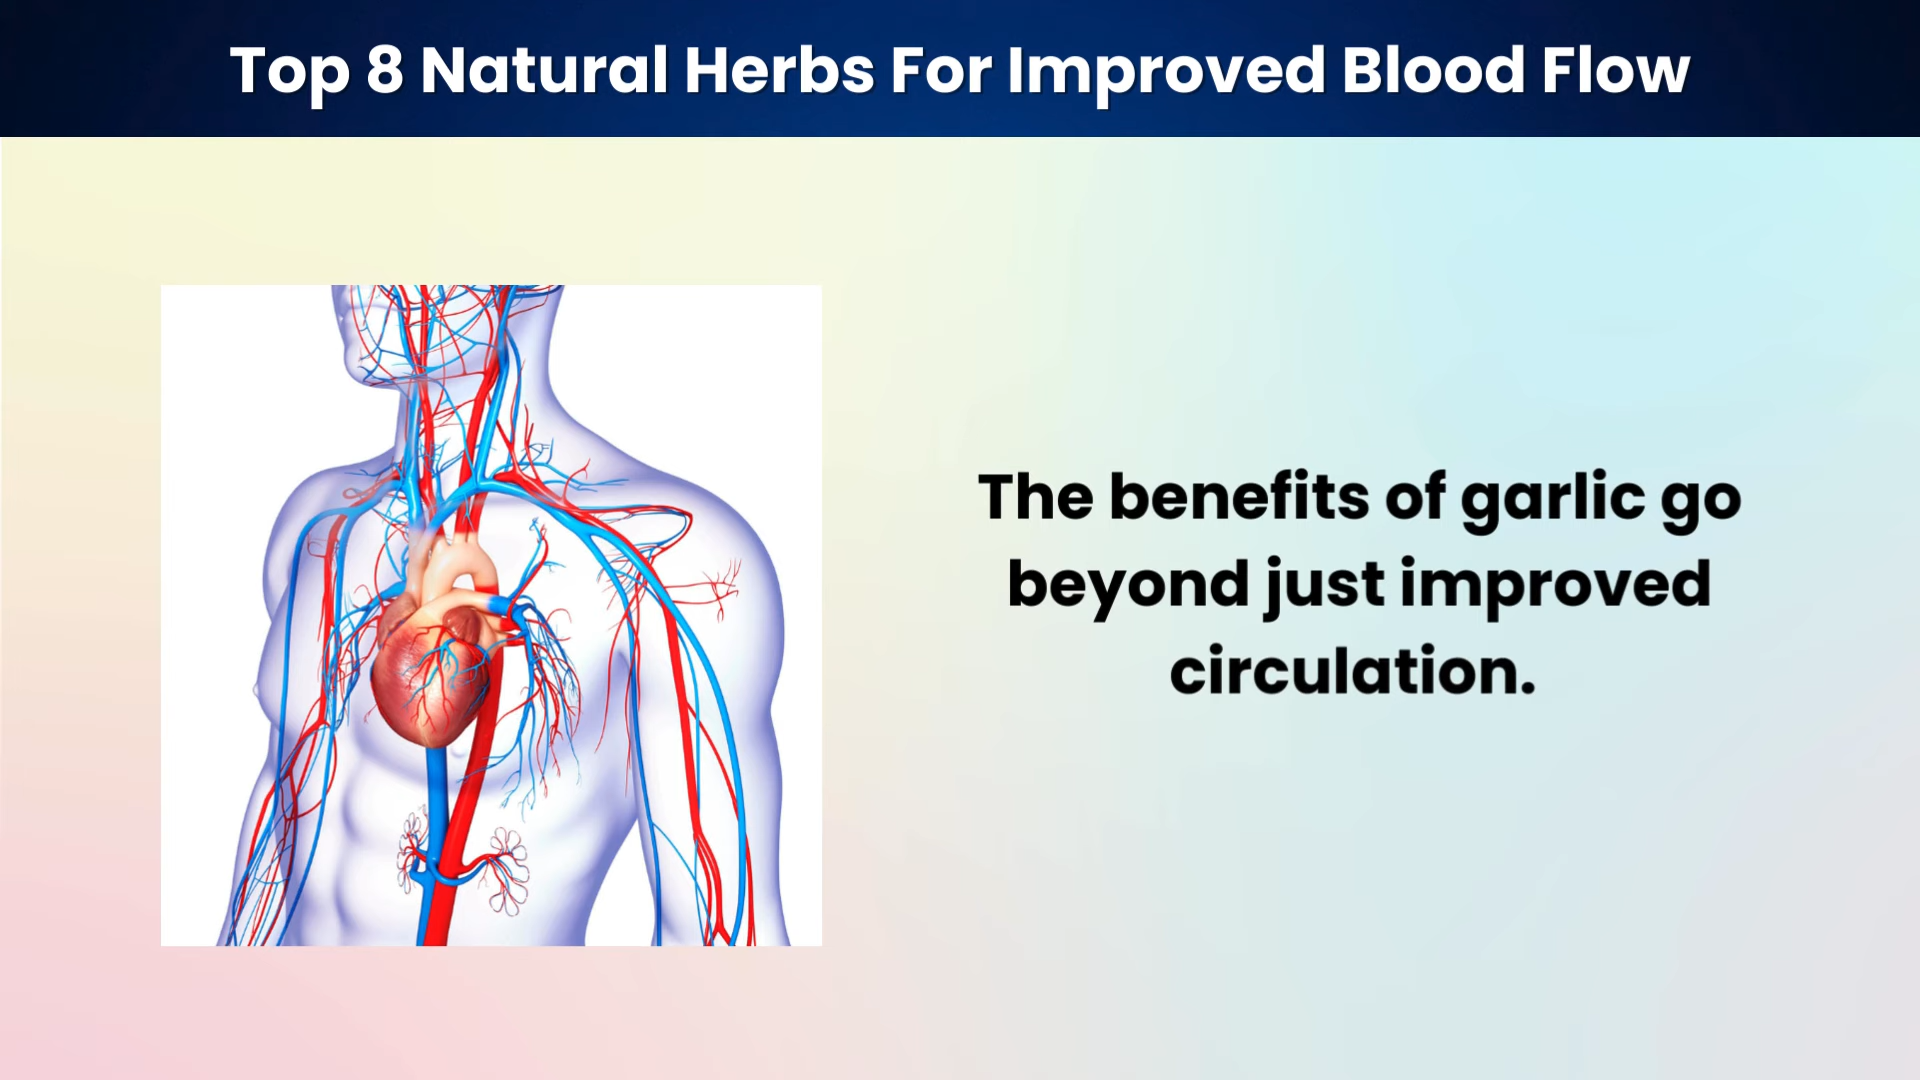 Top 8 Natural Herbs For Improved Blood Flow
The benefits of garlic go
beyond just improved
circulation.